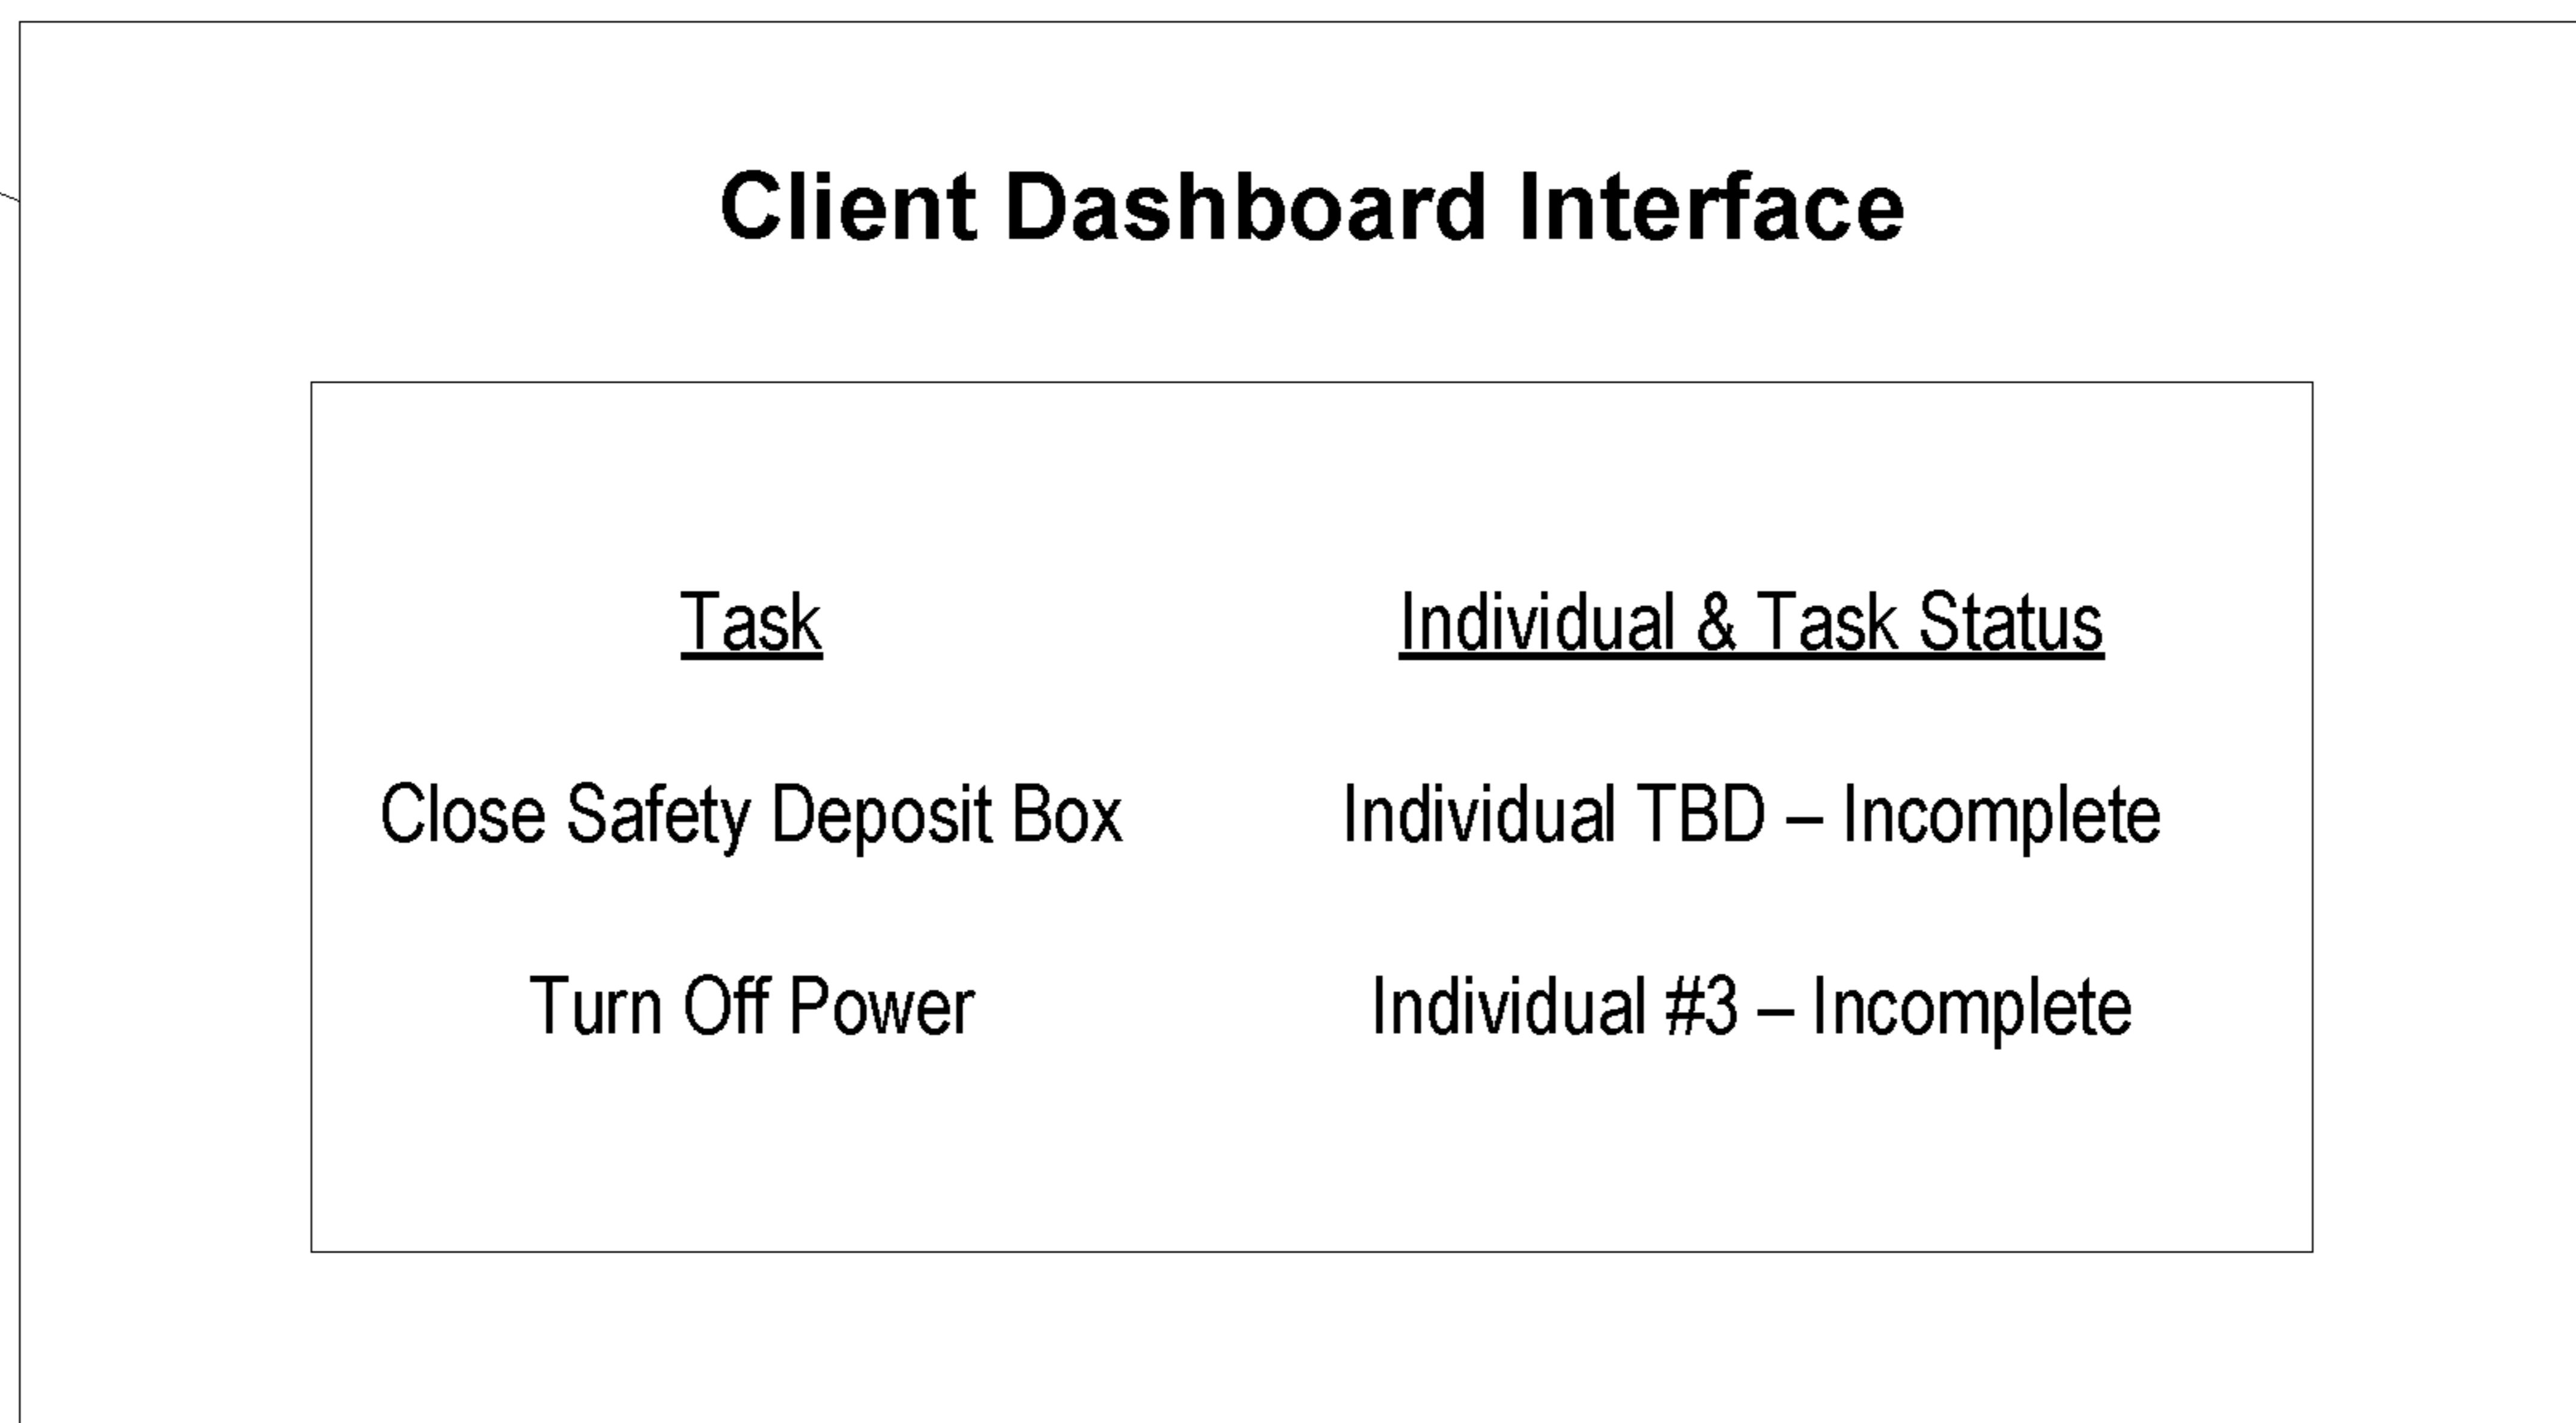 Client Dashboard Interface
Task Individual & Task Status
Close Safety Deposit Box Individual TBD – Incomplete
Turn Off Power Individual #3 – Incomplete